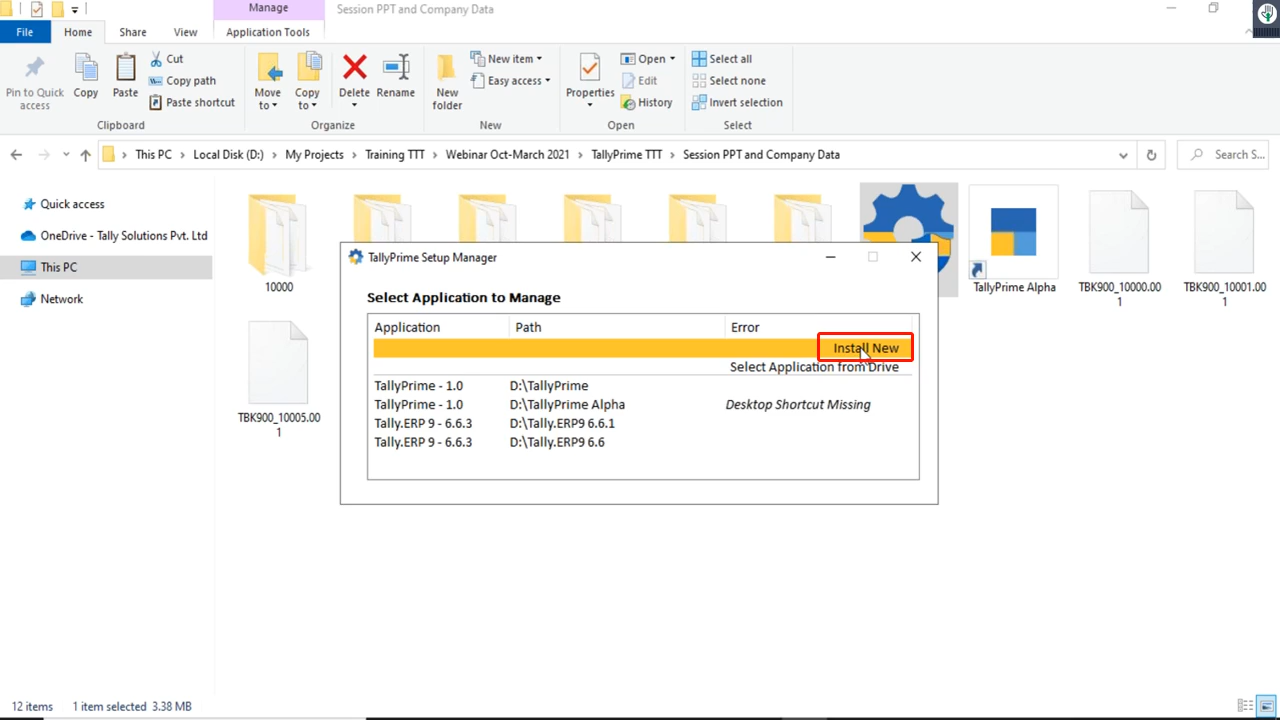 Manage
Session PPT and Company Data
File
Home
Share
View
Application Tools
Pin to Quick access
Copy
Paste
Cut
Copy path
Paste shortcut
Move to
Copy to
Delete
Rename
New folder
New item
Easy access
Properties
Open
Edit
History
Select all
Select none
Invert selection
Clipboard
Organize
New
Open
Select
This PC > Local Disk (D:) > My Projects > Training TTT > Webinar Oct-March 2021 > TallyPrime TTT > Session PPT and Company Data
Search S...
Quick access
OneDrive - Tally Solutions Pvt. Ltd
This PC
Network
10000
TallyPrime Alpha
TBK900_10000.001
TBK900_10001.001
TBK900_10005.001
TallyPrime Setup Manager
Select Application to Manage
Application Path Error
Install New
Select Application from Drive
TallyPrime - 1.0 D:\TallyPrime
TallyPrime - 1.0 D:\TallyPrime Alpha Desktop Shortcut Missing
Tally.ERP 9 - 6.6.3 D:\Tally.ERP9 6.6.1
Tally.ERP 9 - 6.6.3 D:\Tally.ERP9 6.6
12 items 1 item selected 3.38 MB